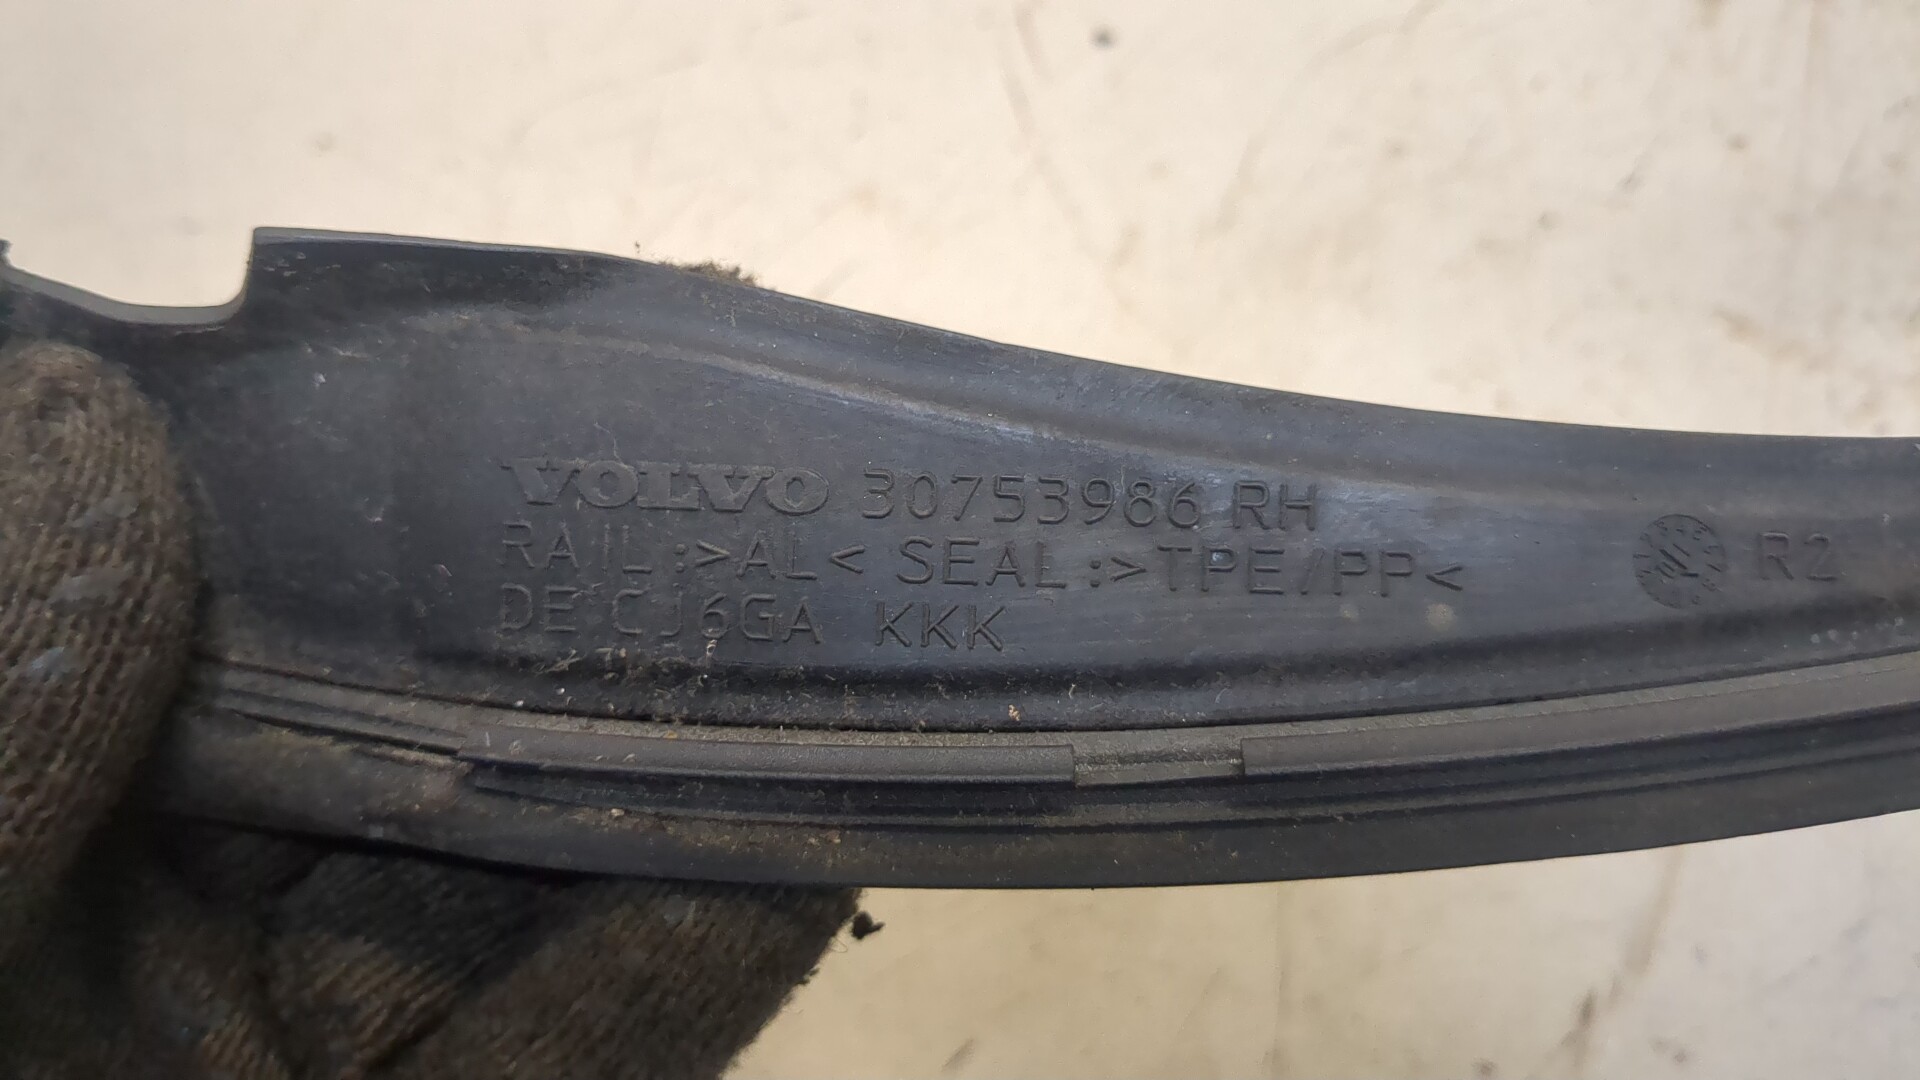 VOLVO 30753986 RH
RAIL:>AL< SEAL:>TPE/PP<
DE CJ6GA KKK
R2